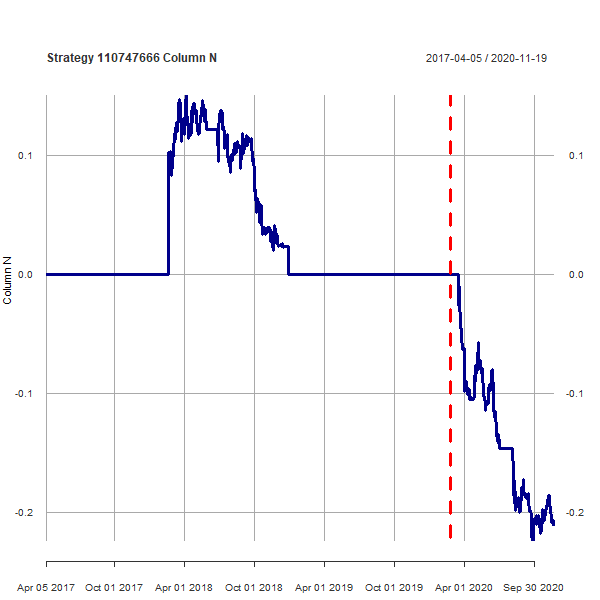 Strategy 110747666 Column N
2017-04-05 / 2020-11-19
0.1
0.1
0.0
0.0
Column N
-0.1
-0.1
-0.2
-0.2
Apr 05 2017
Oct 01 2017
Apr 01 2018
Oct 01 2018
Apr 01 2019
Oct 01 2019
Apr 01 2020
Sep 30 2020